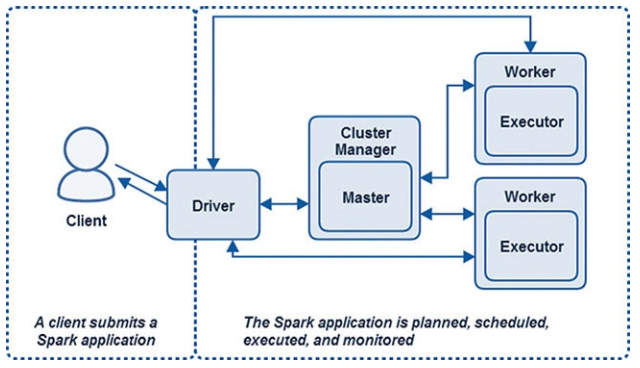 Client
Driver
Cluster
Manager
Master
Worker
Executor
Worker
Executor
A client submits a
Spark application
The Spark application is planned, scheduled,
executed, and monitored